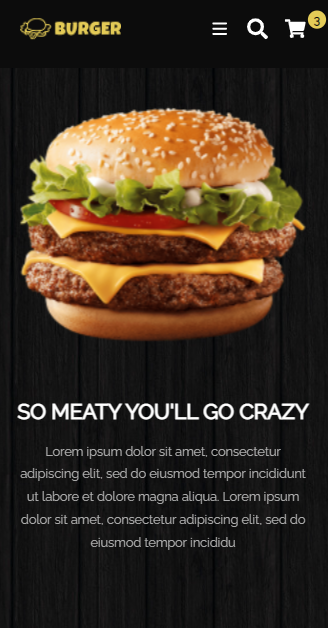 BURGER
3
SO MEATY YOU'LL GO CRAZY
Lorem ipsum dolor sit amet, consectetur
adipiscing elit, sed do eiusmod tempor incididunt
ut labore et dolore magna aliqua. Lorem ipsum
dolor sit amet, consectetur adipiscing elit, sed do
eiusmod tempor incididu